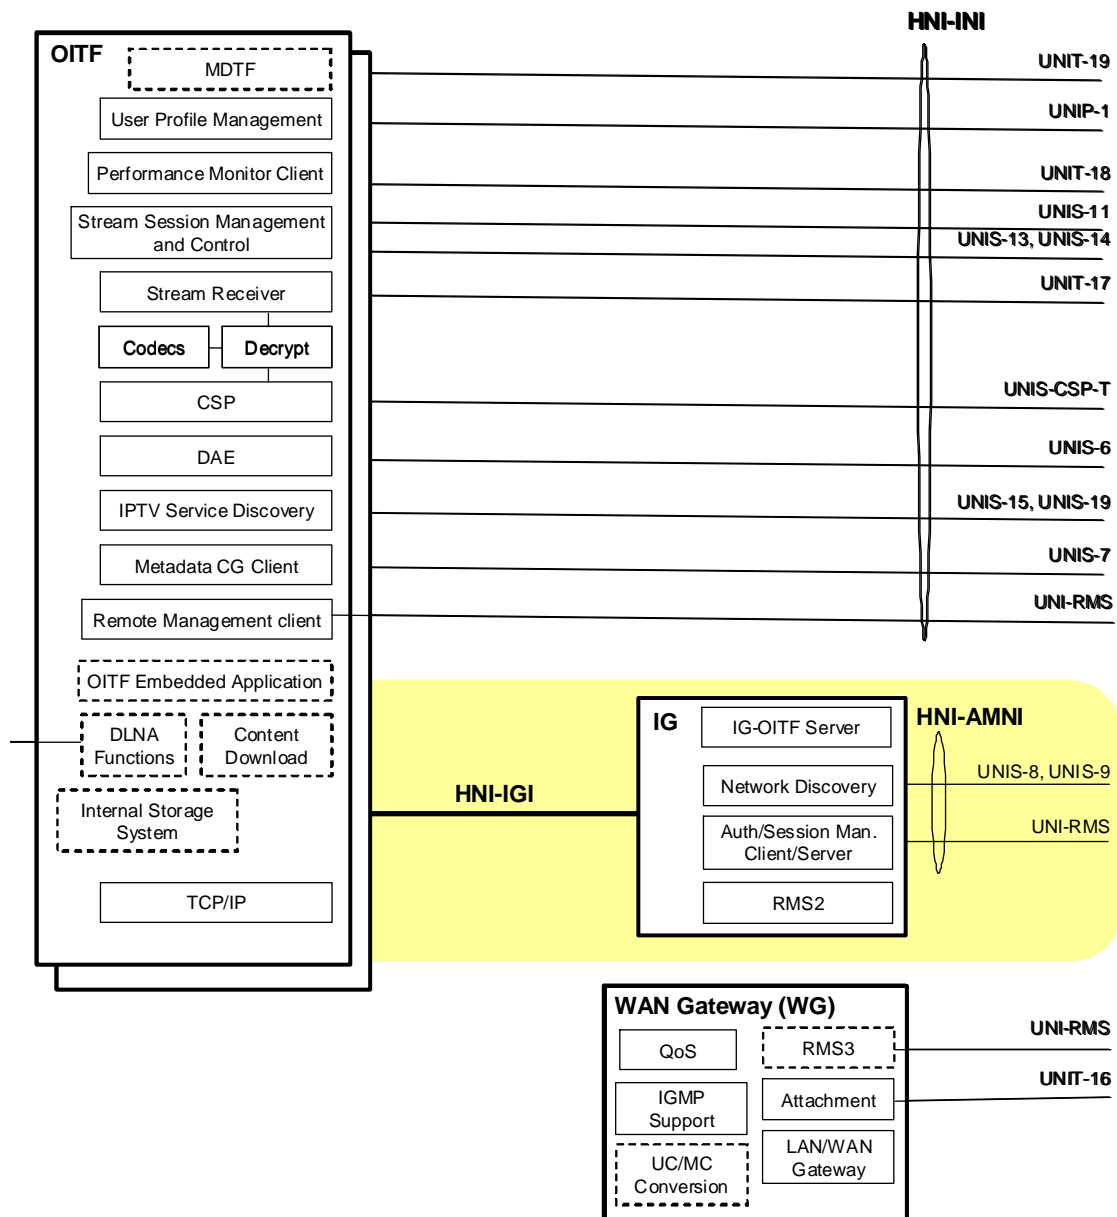 HNI-INI
OITF
MDTF
UNIT-19
User Profile Management
UNIP-1
Performance Monitor Client
UNIT-18
Stream Session Management
and Control
UNIS-11
UNIS-13, UNIS-14
Stream Receiver
UNIT-17
Codecs
Decrypt
CSP
UNIS-CSP-T
DAE
UNIS-6
IPTV Service Discovery
UNIS-15, UNIS-19
Metadata CG Client
UNIS-7
Remote Management client
UNI-RMS
OITF Embedded Application
DLNA
Functions
Content
Download
Internal Storage
System
TCP/IP
HNI-IGI
IG
IG-OITF Server
Network Discovery
Auth/Session Man.
Client/Server
RMS2
HNI-AMNI
UNIS-8, UNIS-9
UNI-RMS
WAN Gateway (WG)
QoS
RMS3
UNI-RMS
IGMP
Support
Attachment
UNIT-16
UC/MC
Conversion
LAN/WAN
Gateway